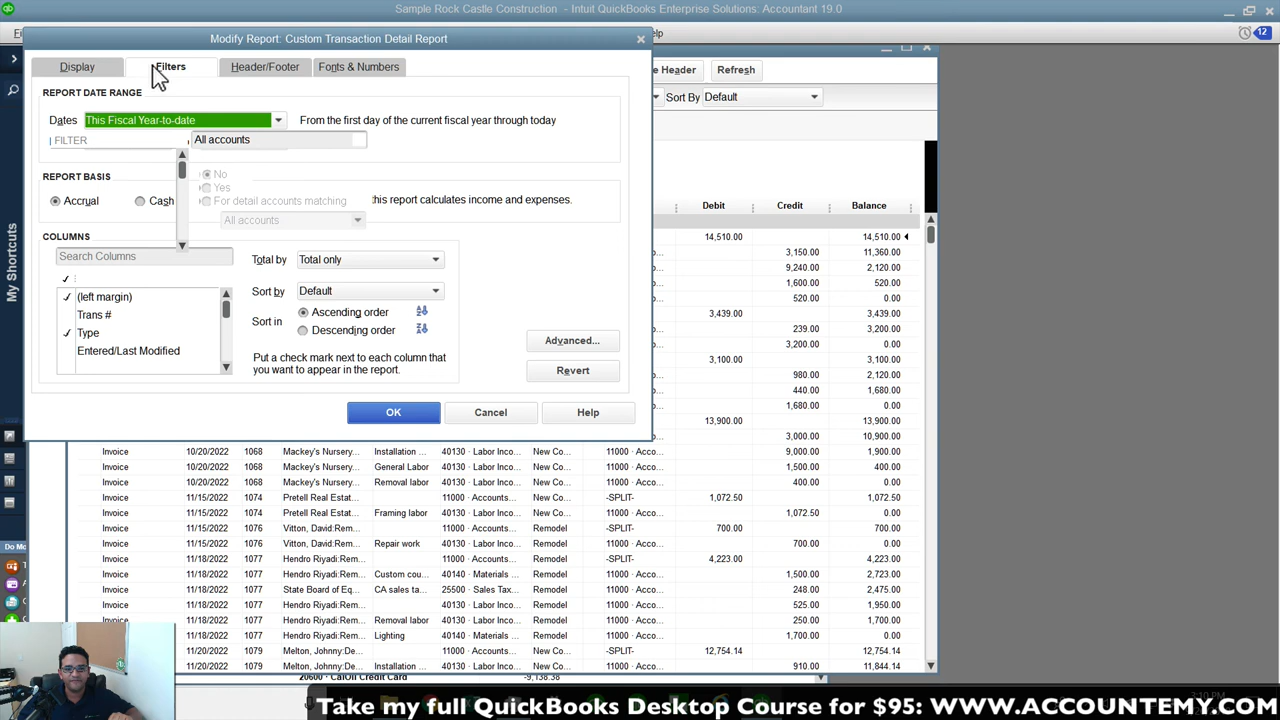 Sample Rock Castle Construction - Intuit QuickBooks Enterprise Solutions: Accountant 19.0
Modify Report: Custom Transaction Detail Report
12
Display Filters Header/Footer Fonts & Numbers
e Header Refresh
REPORT DATE RANGE
Sort By Default
Dates This Fiscal Year-to-date From the first day of the current fiscal year through today
FILTER All accounts
No
REPORT BASIS
Yes
Accrual Cash For detail accounts matching this report calculates income and expenses.
All accounts
Debit Credit Balance
COLUMNS
Search Columns
Total by Total only
Sort by Default
Sort in Ascending order
Descending order
(left margin)
Trans #
Type
Entered/Last Modified
Put a check mark next to each column that
you want to appear in the report.
Advanced...
Revert
OK Cancel Help
My Shortcuts
Do Mo
14,510.00 14,510.00
3,150.00 11,360.00
9,240.00 2,120.00
1,600.00 520.00
520.00 0.00
3,439.00 3,439.00
239.00 3,200.00
3,200.00 0.00
3,100.00 3,100.00
980.00 2,120.00
440.00 1,680.00
1,680.00 0.00
13,900.00 13,900.00
3,000.00 10,900.00
Invoice 10/20/2022 1068 Mackey's Nursery... Installation ... 40130 · Labor Inco... New Co... 11000 · Acco... 9,000.00 1,900.00
Invoice 10/20/2022 1068 Mackey's Nursery... General Labor 40130 · Labor Inco... New Co... 11000 · Acco... 1,500.00 400.00
Invoice 10/20/2022 1068 Mackey's Nursery... Removal labor 40130 · Labor Inco... New Co... 11000 · Acco... 400.00 0.00
Invoice 11/15/2022 1074 Pretell Real Estat... 11000 · Accounts... New Co... -SPLIT- 1,072.50 1,072.50
Invoice 11/15/2022 1074 Pretell Real Estat... Framing labor 40130 · Labor Inco... New Co... 11000 · Acco... 1,072.50 0.00
Invoice 11/15/2022 1076 Vitton, David:Rem... 11000 · Accounts... Remodel -SPLIT- 700.00 700.00
Invoice 11/15/2022 1076 Vitton, David:Rem... Repair work 40130 · Labor Inco... Remodel 11000 · Acco... 700.00 0.00
Invoice 11/18/2022 1077 Hendro Riyadi:Rem... 11000 · Accounts... Remodel -SPLIT- 4,223.00 4,223.00
Invoice 11/18/2022 1077 Hendro Riyadi:Rem... Custom cou... 40140 · Materials ... Remodel 11000 · Acco... 1,500.00 2,723.00
Invoice 11/18/2022 1077 State Board of Eq... CA sales ta... 25500 · Sales Tax... Remodel 11000 · Acco... 248.00 2,475.00
Invoice 11/18/2022 1077 Hendro Riyadi:Rem... 40130 · Labor Inco... Remodel 11000 · Acco... 525.00 1,950.00
Invoice 11/18/2022 1077 Hendro Riyadi:Rem... Removal labor 40130 · Labor Inco... Remodel 11000 · Acco... 250.00 1,700.00
Invoice 11/18/2022 1077 Hendro Riyadi:Rem... Lighting 40140 · Materials ... Remodel 11000 · Acco... 1,700.00 0.00
Invoice 11/20/2022 1079 Melton, Johnny:De... 11000 · Accounts... Remodel -SPLIT- 12,754.14 12,754.14
Invoice 11/20/2022 1079 Melton, Johnny:De... Installation ... 40130 · Labor Inco... Remodel 11000 · Acco... 910.00 11,844.14
20600 · CalOil Credit Card -9,138.38
Take my full QuickBooks Desktop Course for $95: WWW.ACCOUNTEMY.COM